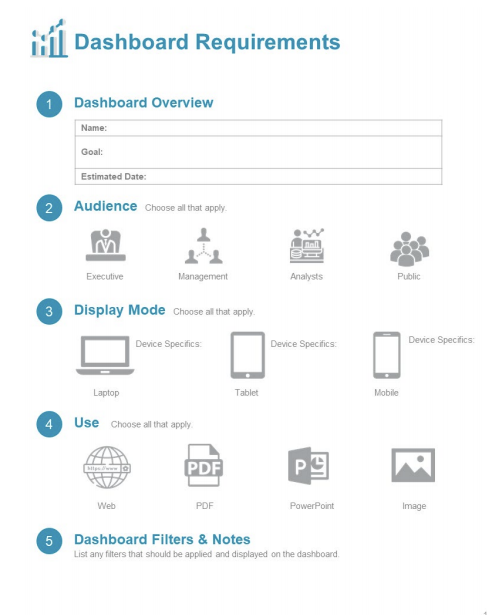 Dashboard Requirements
1 Dashboard Overview
Name:
Goal:
Estimated Date:
2 Audience Choose all that apply.
Executive Management Analysts Public
3 Display Mode Choose all that apply.
Device Specifics: Device Specifics: Device Specifics:
Laptop Tablet Mobile
4 Use Choose all that apply.
https://www PDF P
Web PDF PowerPoint Image
5 Dashboard Filters & Notes
List any filters that should be applied and displayed on the dashboard.